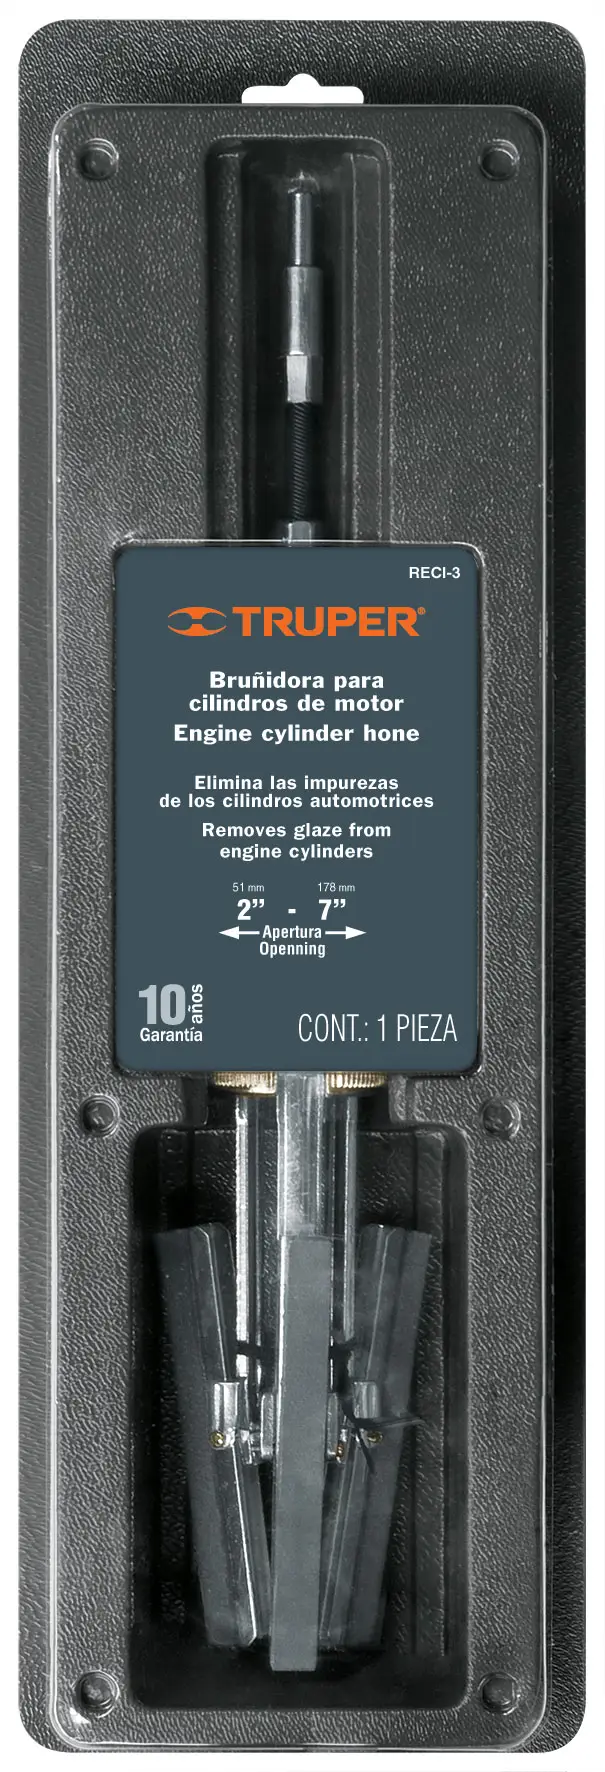 RECI-3
TRUPER®
Bruñidora para
cilindros de motor
Engine cylinder hone
Elimina las impurezas
de los cilindros automotrices
Removes glaze from
engine cylinders
51 mm 178 mm
2” - 7”
Apertura
Openning
10 años
Garantía
CONT.: 1 PIEZA